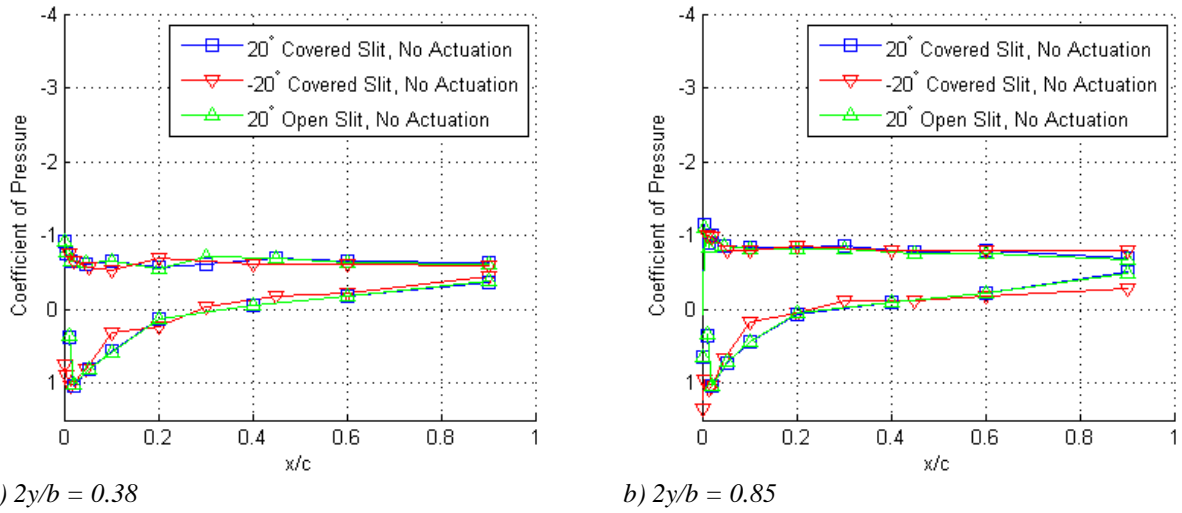 -4
-3
-2
-1
0
1
Coefficient of Pressure
20° Covered Slit, No Actuation
-20° Covered Slit, No Actuation
20° Open Slit, No Actuation
0 0.2 0.4 0.6 0.8 1
x/c
) 2y/b = 0.38
-4
-3
-2
-1
0
1
Coefficient of Pressure
20° Covered Slit, No Actuation
-20° Covered Slit, No Actuation
20° Open Slit, No Actuation
0 0.2 0.4 0.6 0.8 1
x/c
b) 2y/b = 0.85